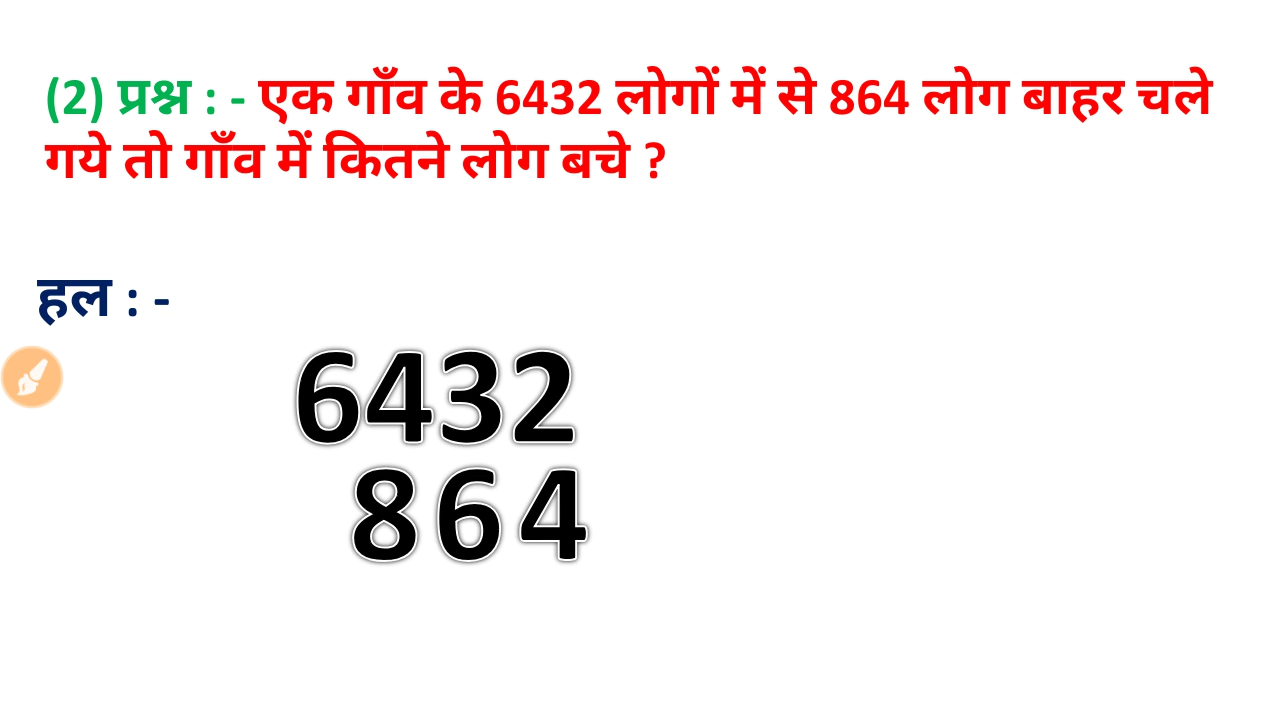 (2) प्रश्न : - एक गाँव के 6432 लोगों में से 864 लोग बाहर चले
गये तो गाँव में कितने लोग बचे ?
हल : -
6432
864